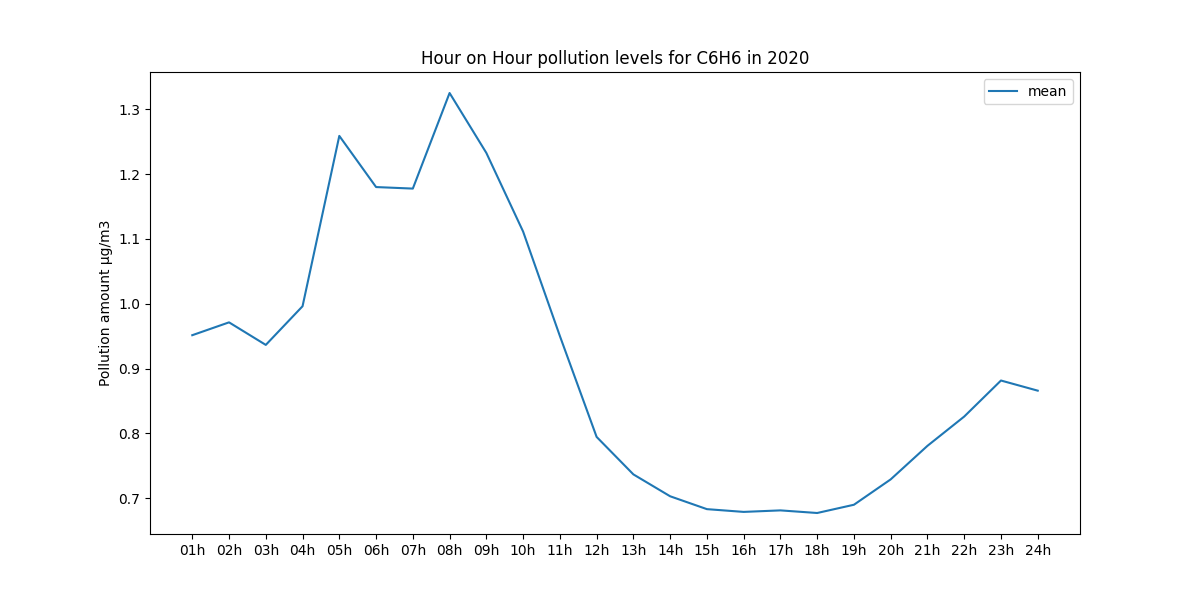 Hour on Hour pollution levels for C6H6 in 2020
mean
Pollution amount µg/m3
1.3
1.2
1.1
1.0
0.9
0.8
0.7
01h 02h 03h 04h 05h 06h 07h 08h 09h 10h 11h 12h 13h 14h 15h 16h 17h 18h 19h 20h 21h 22h 23h 24h